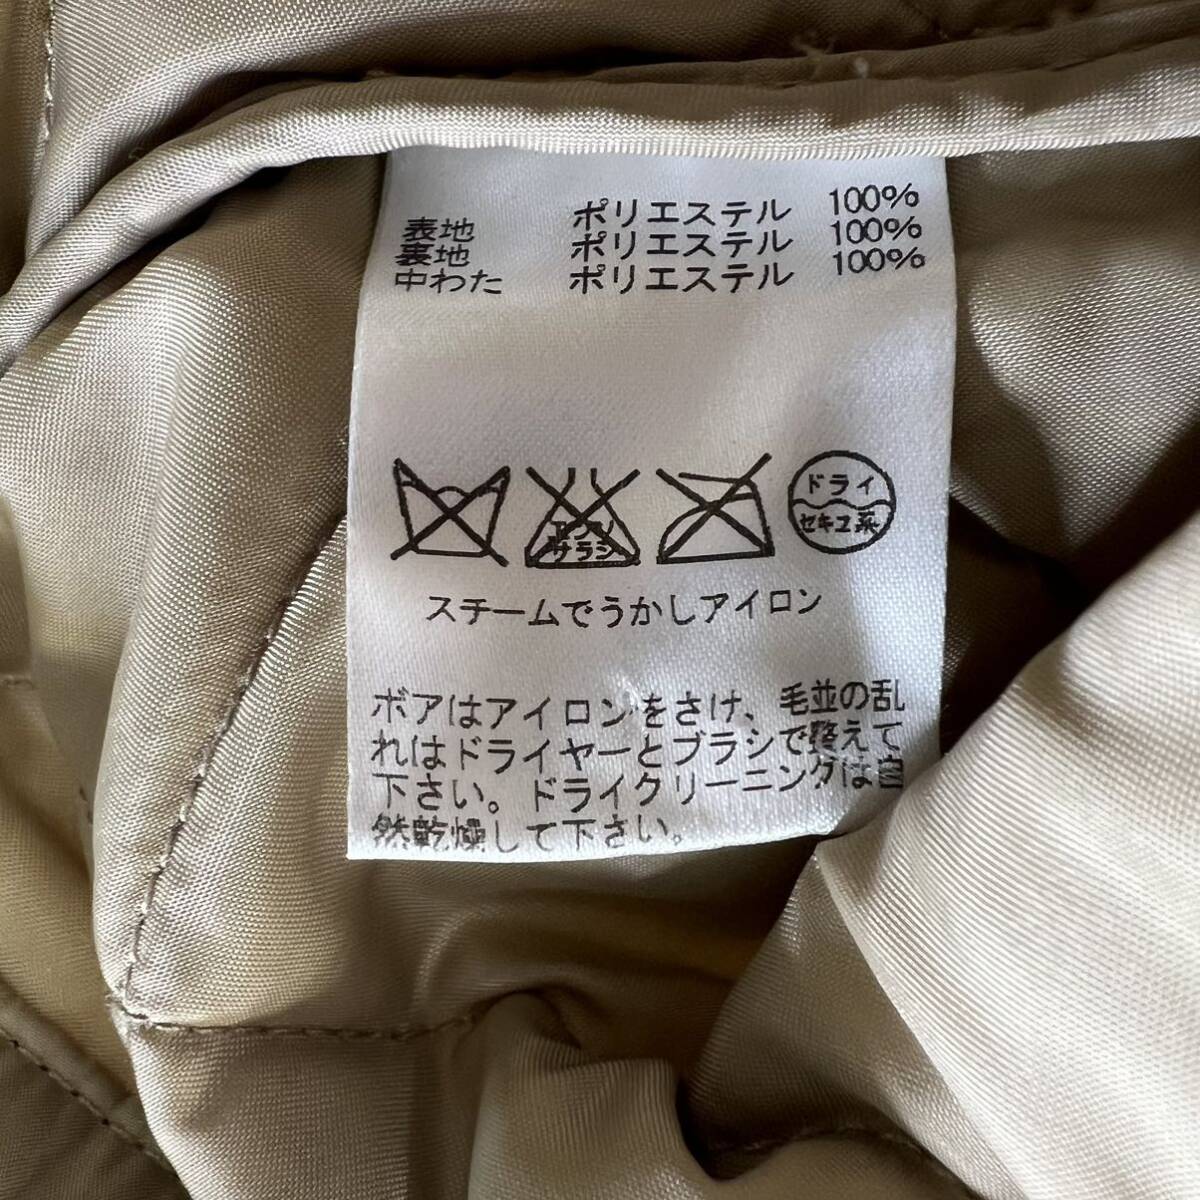 表地 ポリエステル 100%
裏地 ポリエステル 100%
中わた ポリエステル 100%
エンソ
サラシ
ドライ
セキユ系
スチームでうかしアイロン
ボアはアイロンをさけ、毛並の乱
れはドライヤーとブラシで整えて
下さい。ドライクリーニングは自
然乾燥して下さい。